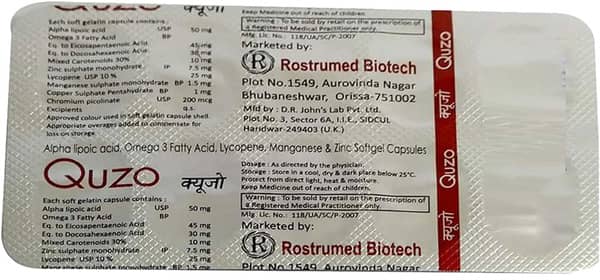 Quzo क्यूजो
Each soft gelatin capsule contains :
Alpha lipoic acid USP 50 mg
Omega 3 Fatty Acid BP
Eq. to Eicosapentaenoic Acid 45 mg
Eq. to Docosahexaenoic Acid 30 mg
Mixed Carotenoids 30% 10 mg
Zinc sulphate monohydrate IP 7.5 mg
Lycopene USP 10 % 25 mg
Manganese sulphate monohydrate BP 1.5 mg
Copper Sulphate Pentahydrate BP 1 mg
Chromium picolinate USP 200 mcg
Excipients q.s.
Approved colour used in soft gelatin capsule shell.
Appropriate overages added to compensate for
loss on storage.
Keep Medicine out of reach of children.
Warning : To be sold by retail on the prescription of
a Registered Medical Practitioner only.
Mfg. Lic. No.: 118/UA/SC/P-2007
Marketed by:
R Rostrumed Biotech
Plot No.1549, Aurovinda Nagar
Bhubaneshwar, Orissa-751002
Mfd by : D.R. John's Lab Pvt. Ltd.
Plot No. 3, Sector 6A, I.I.E., SIDCUL
Haridwar-249403 (U.K.)
Alpha lipoic acid, Omega 3 Fatty Acid, Lycopene, Manganese & Zinc Softgel Capsules
Quzo क्यूजो
Each soft gelatin capsule contains :
Alpha lipoic acid USP 50 mg
Omega 3 Fatty Acid BP
Eq. to Eicosapentaenoic Acid 45 mg
Eq. to Docosahexaenoic Acid 30 mg
Mixed Carotenoids 30% 10 mg
Zinc sulphate monohydrate IP 7.5 mg
Lycopene USP 10 % 25 mg
Manganese sulphate monohydrate BP 1.5 mg
Dosage : As directed by the physician.
Storage : Store in a cool, dry & dark place below 25°C.
Protect from direct light, heat & moisture.
Keep Medicine out of reach of children.
Warning : To be sold by retail on the prescription of
a Registered Medical Practitioner only.
Mfg. Lic. No.: 118/UA/SC/P-2007
Marketed by:
R Rostrumed Biotech
Plot No.1549, Aurovinda Nagar
Quzo
क्यूजो
Quzo
क्यूजो